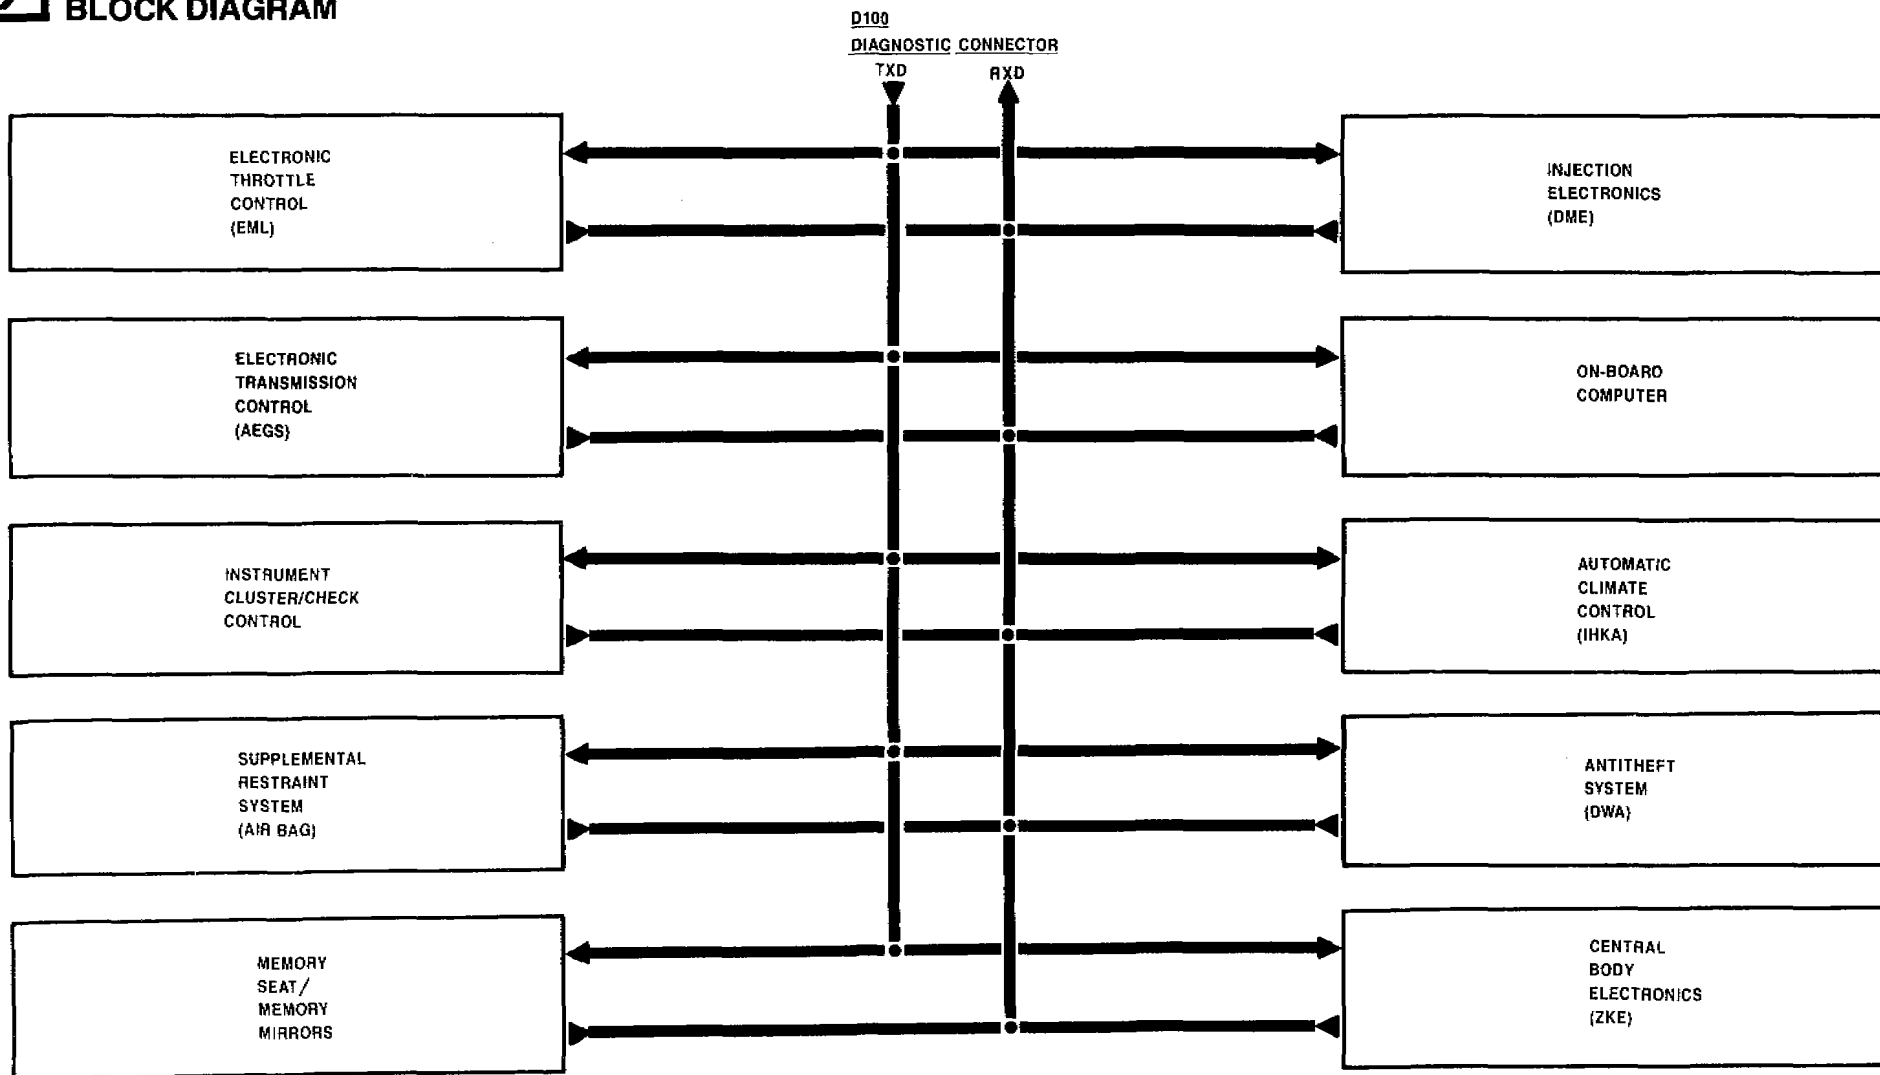 BLOCK DIAGRAM
D100
DIAGNOSTIC CONNECTOR
TXD
RXD
ELECTRONIC
THROTTLE
CONTROL
(EML)
INJECTION
ELECTRONICS
(DME)
ELECTRONIC
TRANSMISSION
CONTROL
(AEGS)
ON-BOARD
COMPUTER
INSTRUMENT
CLUSTER/CHECK
CONTROL
AUTOMATIC
CLIMATE
CONTROL
(IHKA)
SUPPLEMENTAL
RESTRAINT
SYSTEM
(AIR BAG)
ANTITHEFT
SYSTEM
(DWA)
MEMORY
SEAT/
MEMORY
MIRRORS
CENTRAL
BODY
ELECTRONICS
(ZKE)